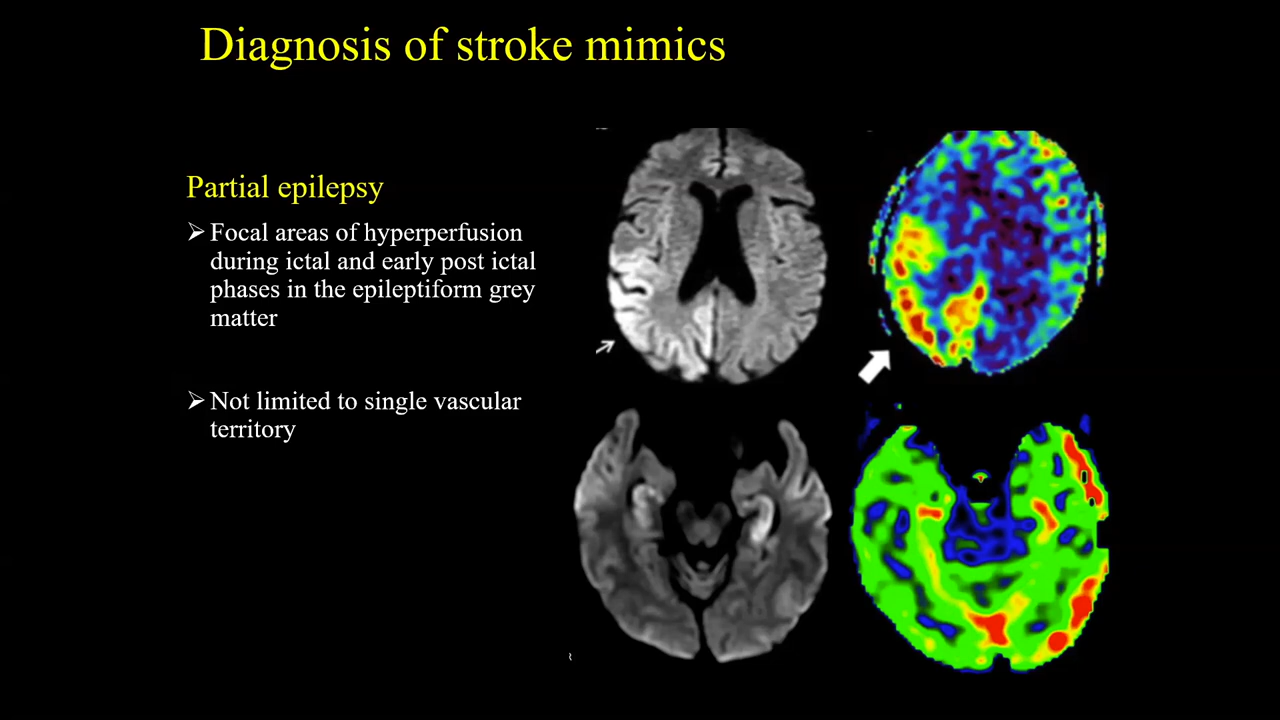 Diagnosis of stroke mimics
Partial epilepsy
➢ Focal areas of hyperperfusion
during ictal and early post ictal
phases in the epileptiform grey
matter
➢ Not limited to single vascular
territory